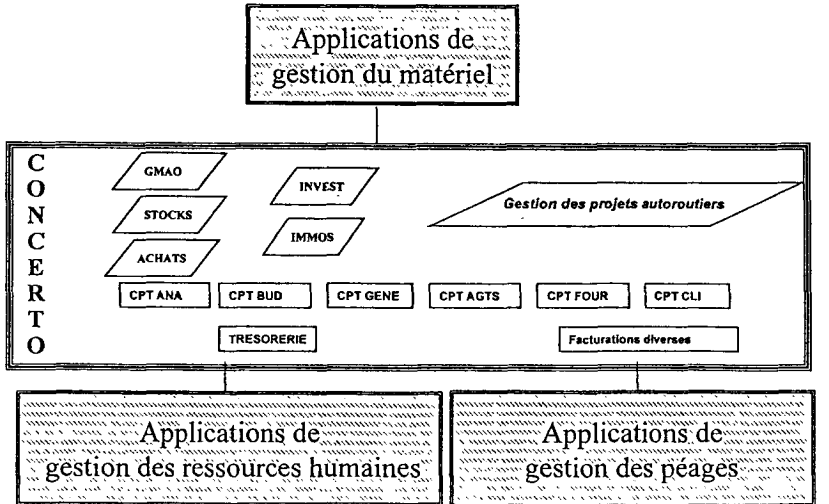 Applications de
gestion du matériel
CONCERTO
GMAO
INVEST
Gestion des projets autoroutiers
STOCKS
IMMOS
ACHATS
CPT ANA CPT BUD CPT GENE CPT AGTS CPT FOUR CPT CLI
TRESORERIE Facturations diverses
Applications de
gestion des ressources humaines
Applications de
gestion des péages